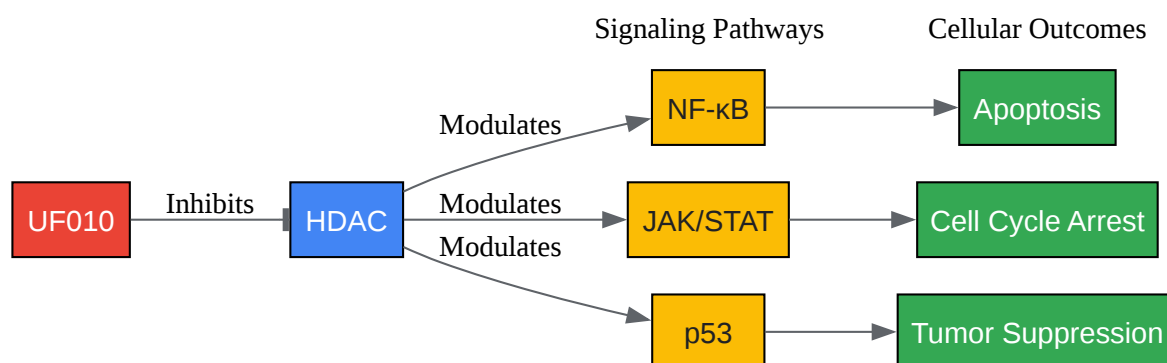 Signaling Pathways
Cellular Outcomes
Modulates
NF-κB
Apoptosis
UF010
Inhibits
HDAC
Modulates
JAK/STAT
Cell Cycle Arrest
Modulates
p53
Tumor Suppression